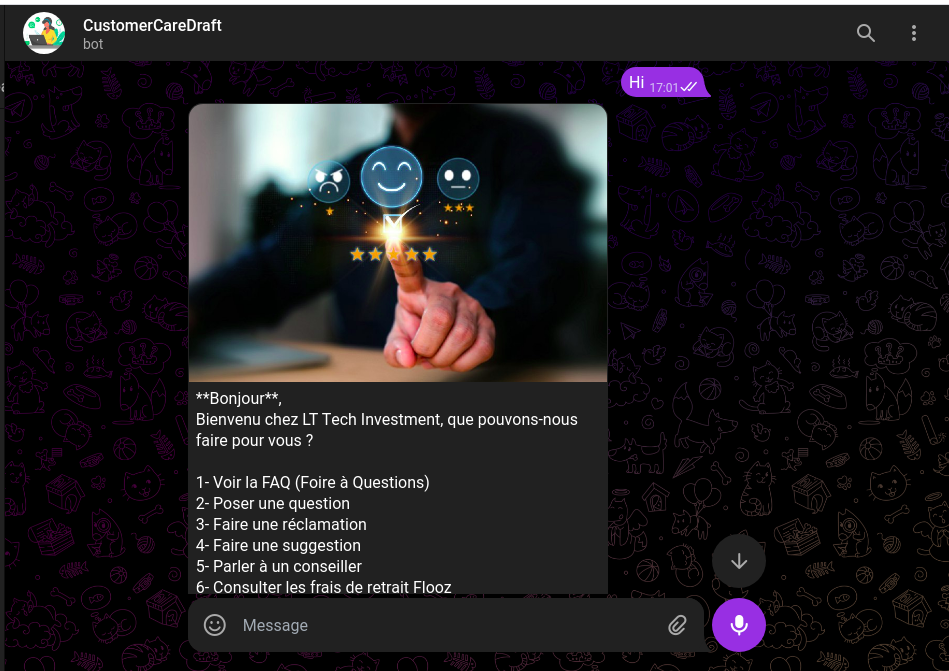 CustomerCareDraft
bot
Hi 17:01
**Bonjour**,
Bienvenu chez LT Tech Investment, que pouvons-nous
faire pour vous ?
1- Voir la FAQ (Foire à Questions)
2- Poser une question
3- Faire une réclamation
4- Faire une suggestion
5- Parler à un conseiller
6- Consulter les frais de retrait Flooz
Message